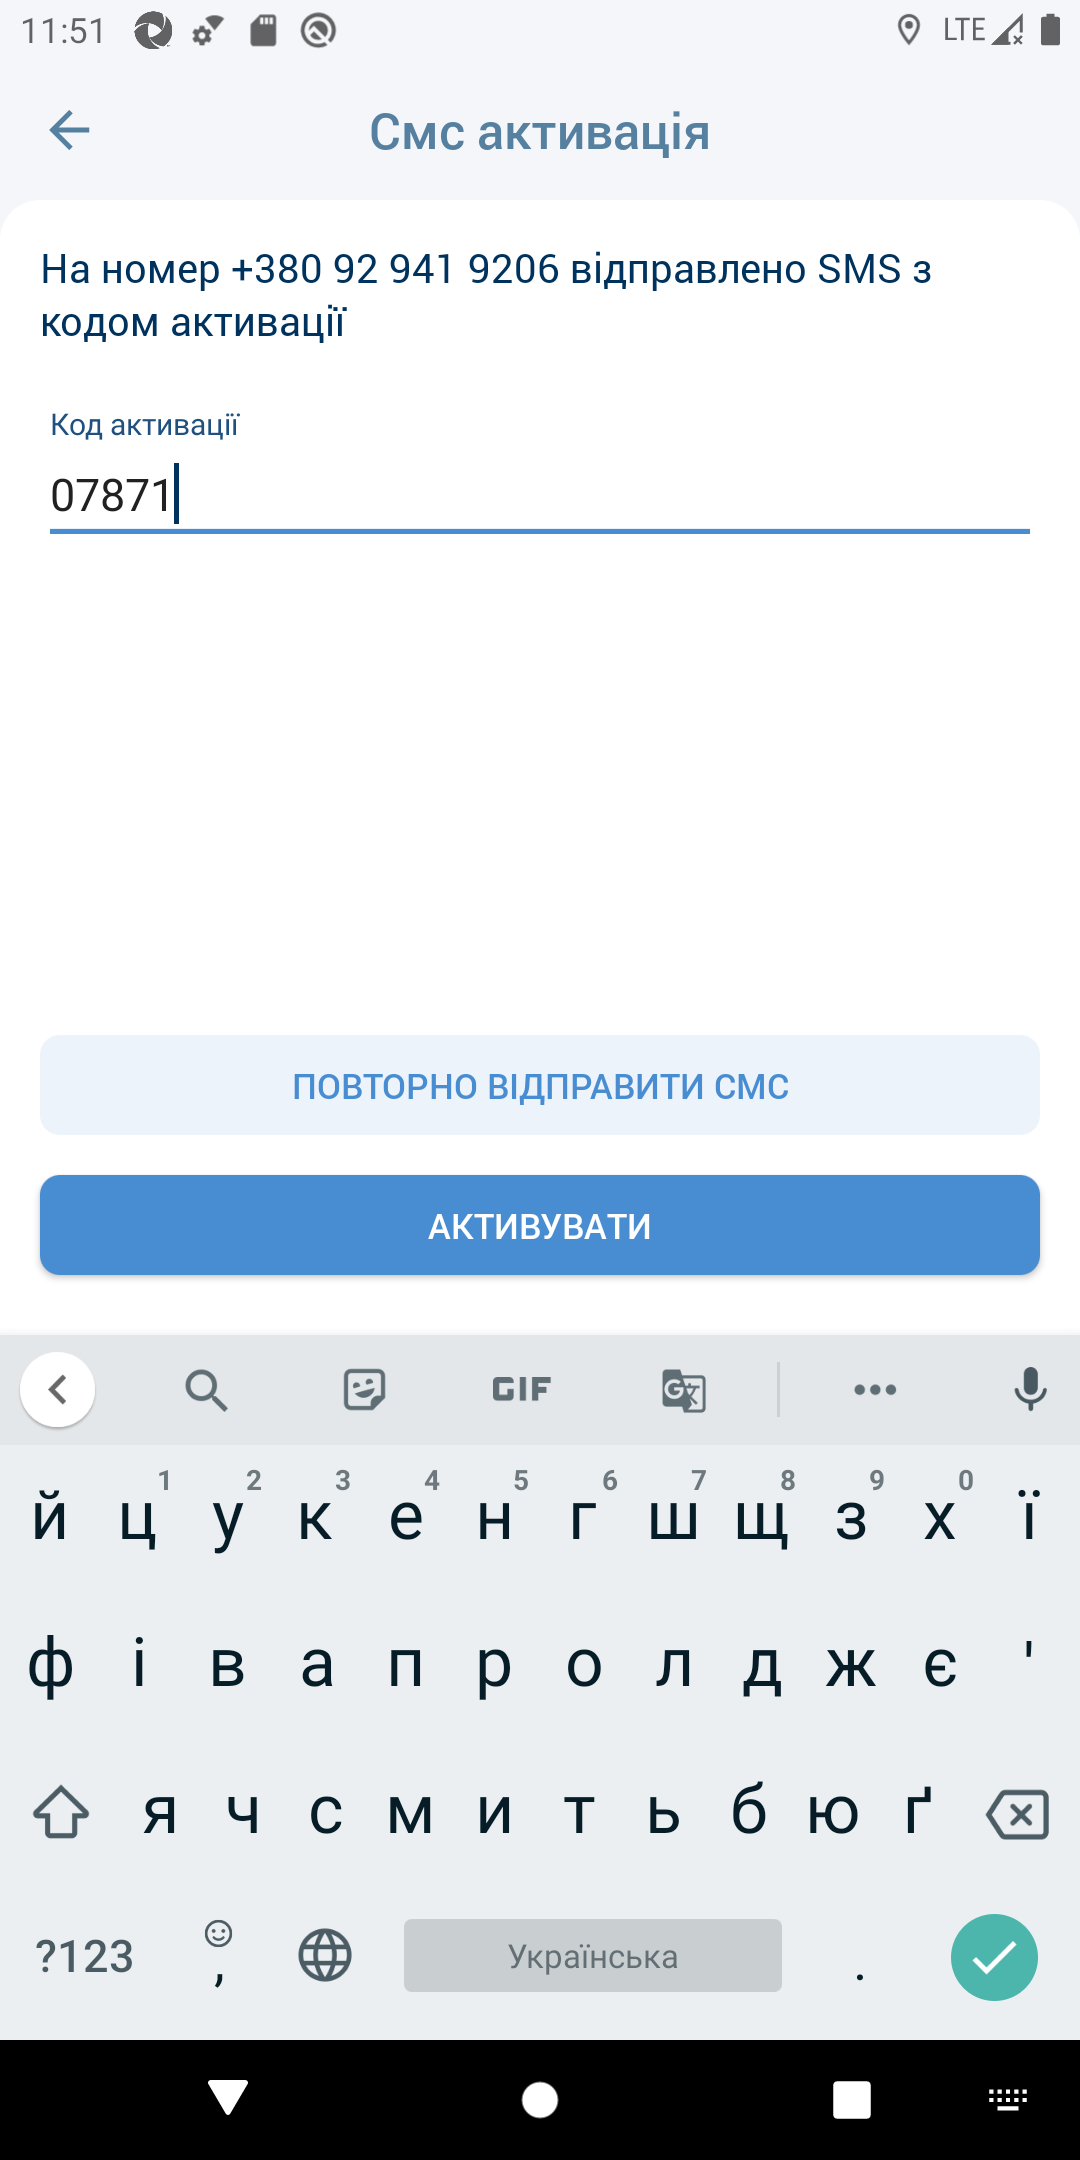 11:51 LTE
Смс активація
На номер +380 92 941 9206 відправлено SMS з
кодом активації
Код активації
07871
ПОВТОРНО ВІДПРАВИТИ СМС
АКТИВУВАТИ
GIF
1 2 3 4 5 6 7 8 9 0
й ц у к е н г ш щ з х ї
ф і в а п р о л д ж є '
я ч с м и т ь б ю ґ
?123 , Українська .